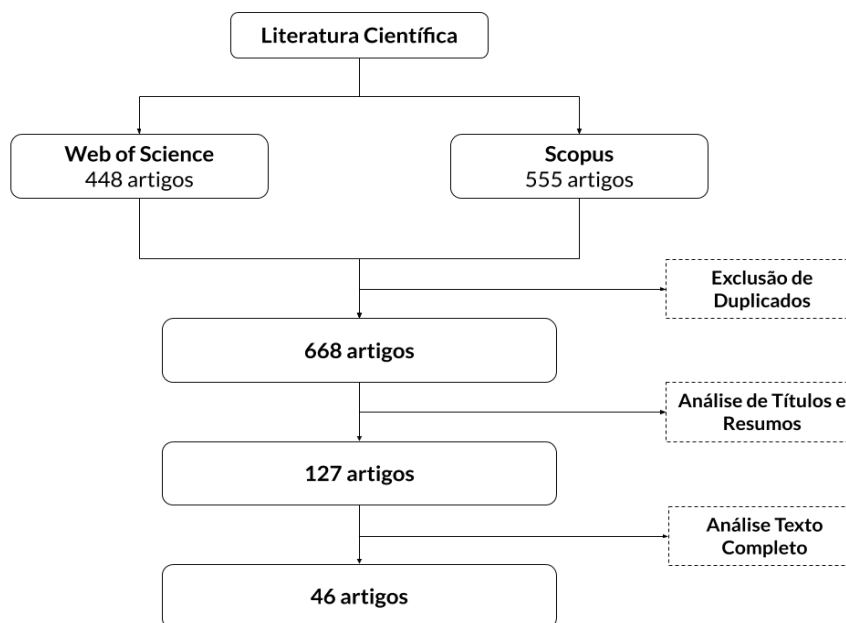 Literatura Científica
Web of Science
448 artigos
Scopus
555 artigos
Exclusão de
Duplicados
668 artigos
Análise de Títulos e
Resumos
127 artigos
Análise Texto
Completo
46 artigos